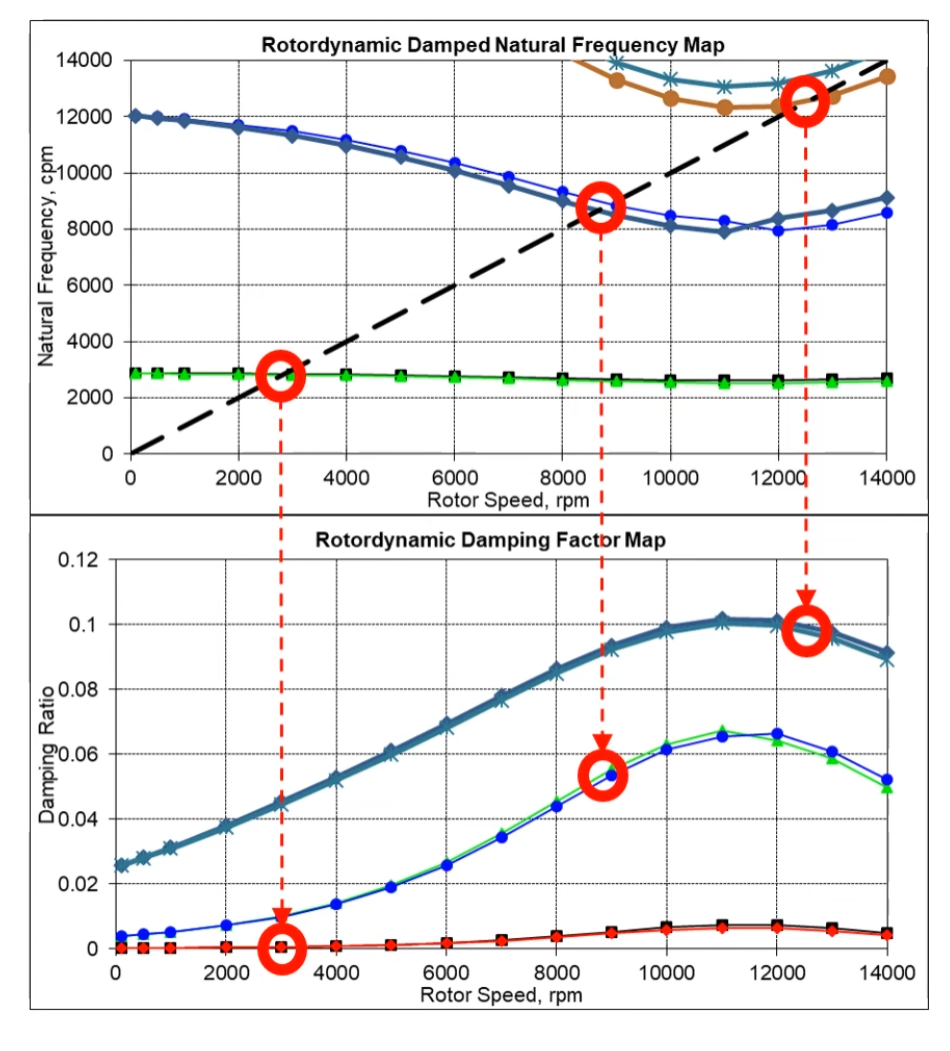 Rotordynamic Damped Natural Frequency Map
14000
12000
10000
8000
6000
4000
2000
0
Natural Frequency, cpm
0 2000 4000 6000 8000 10000 12000 14000
Rotor Speed, rpm
Rotordynamic Damping Factor Map
0.12
0.1
0.08
0.06
0.04
0.02
0
Damping Ratio
0 2000 4000 6000 8000 10000 12000 14000
Rotor Speed, rpm